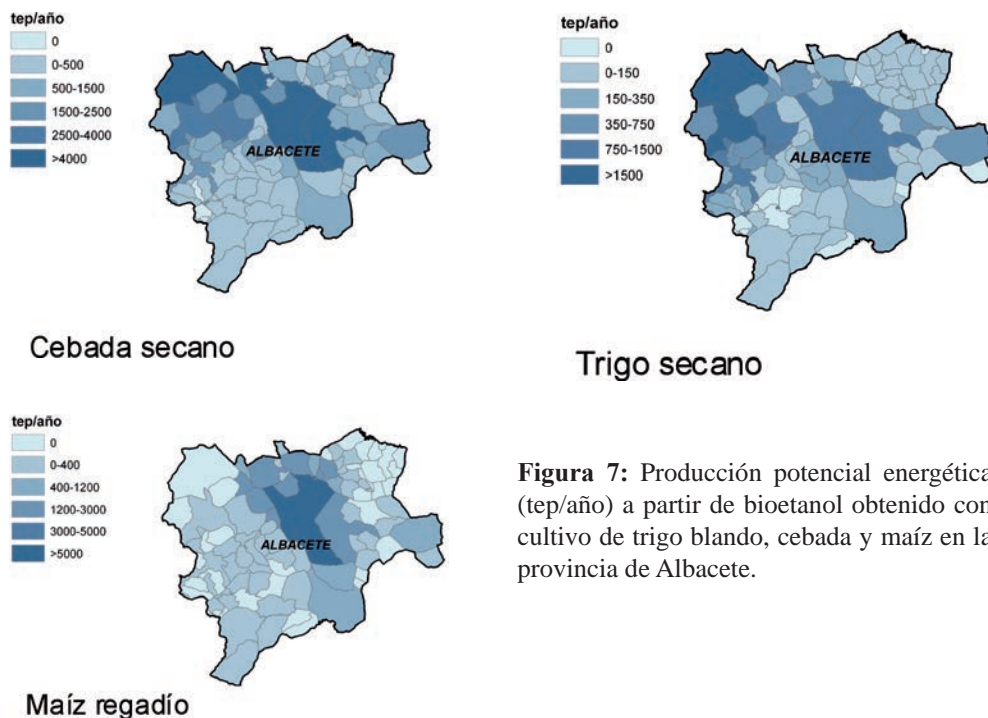 tep/año
0
0-500
500-1500
1500-2500
2500-4000
>4000
ALBACETE
Cebada secano
tep/año
0
0-150
150-350
350-750
750-1500
>1500
ALBACETE
Trigo secano
tep/año
0
0-400
400-1200
1200-3000
3000-5000
>5000
ALBACETE
Maíz regadío
Figura 7: Producción potencial energética
(tep/año) a partir de bioetanol obtenido con
cultivo de trigo blando, cebada y maíz en la
provincia de Albacete.